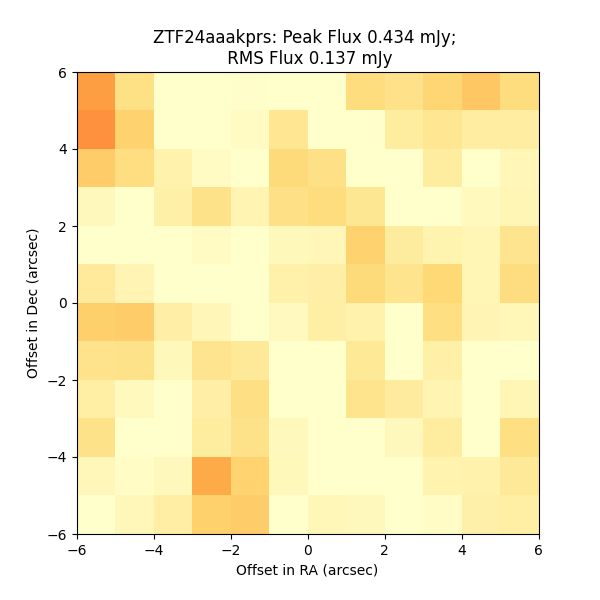 ZTF24aaakprs: Peak Flux 0.434 mJy;
RMS Flux 0.137 mJy
6
4
2
0
−2
−4
−6
Offset in Dec (arcsec)
−6 −4 −2 0 2 4 6
Offset in RA (arcsec)